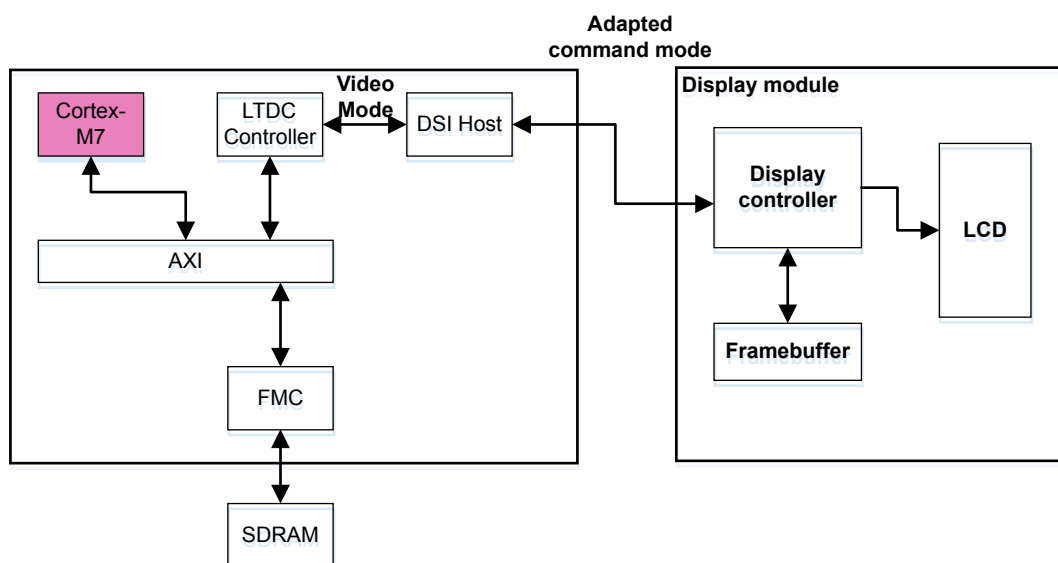 Adapted
command mode
Cortex-
M7
LTDC
Controller
Video
Mode
DSI Host
AXI
FMC
SDRAM
Display module
Display
controller
LCD
Framebuffer